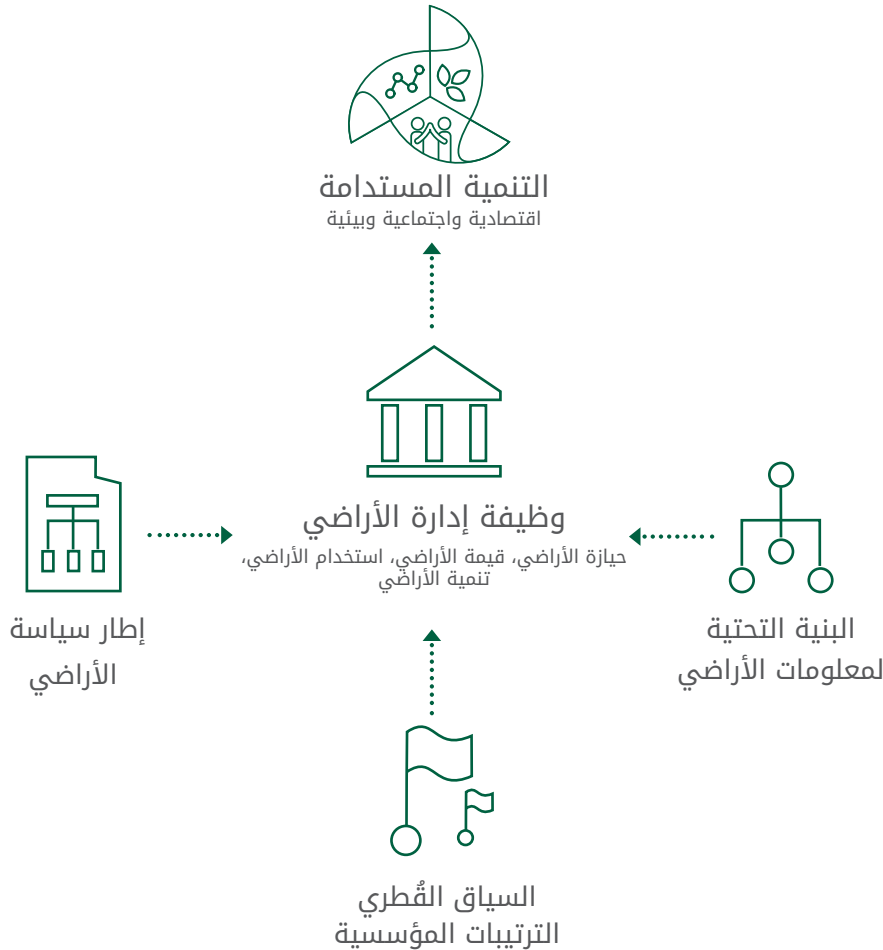 التنمية المستدامة
اقتصادية واجتماعية وبيئية
وظيفة إدارة الأراضي
حيازة الأراضي، قيمة الأراضي، استخدام الأراضي،
تنمية الأراضي
البنية التحتية
لمعلومات الأراضي
إطار سياسة
الأراضي
السياق القُطري
الترتيبات المؤسسية